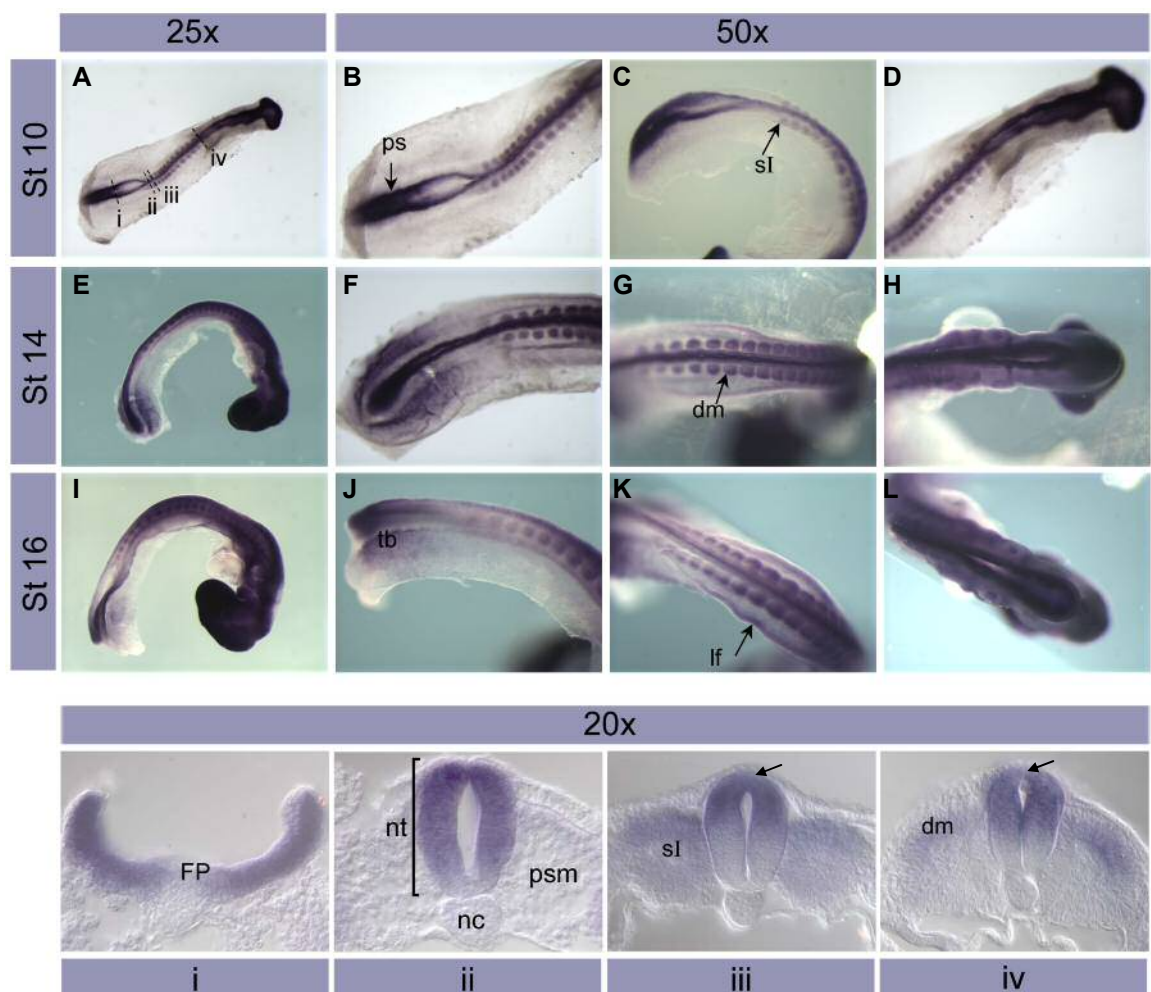 25x
50x
St 10
A
i
ii
iii
iv
B
ps
C
sI
D
St 14
E
F
G
dm
H
St 16
I
J
tb
K
lf
L
20x
FP
nt
nc
psm
sI
dm
i
ii
iii
iv